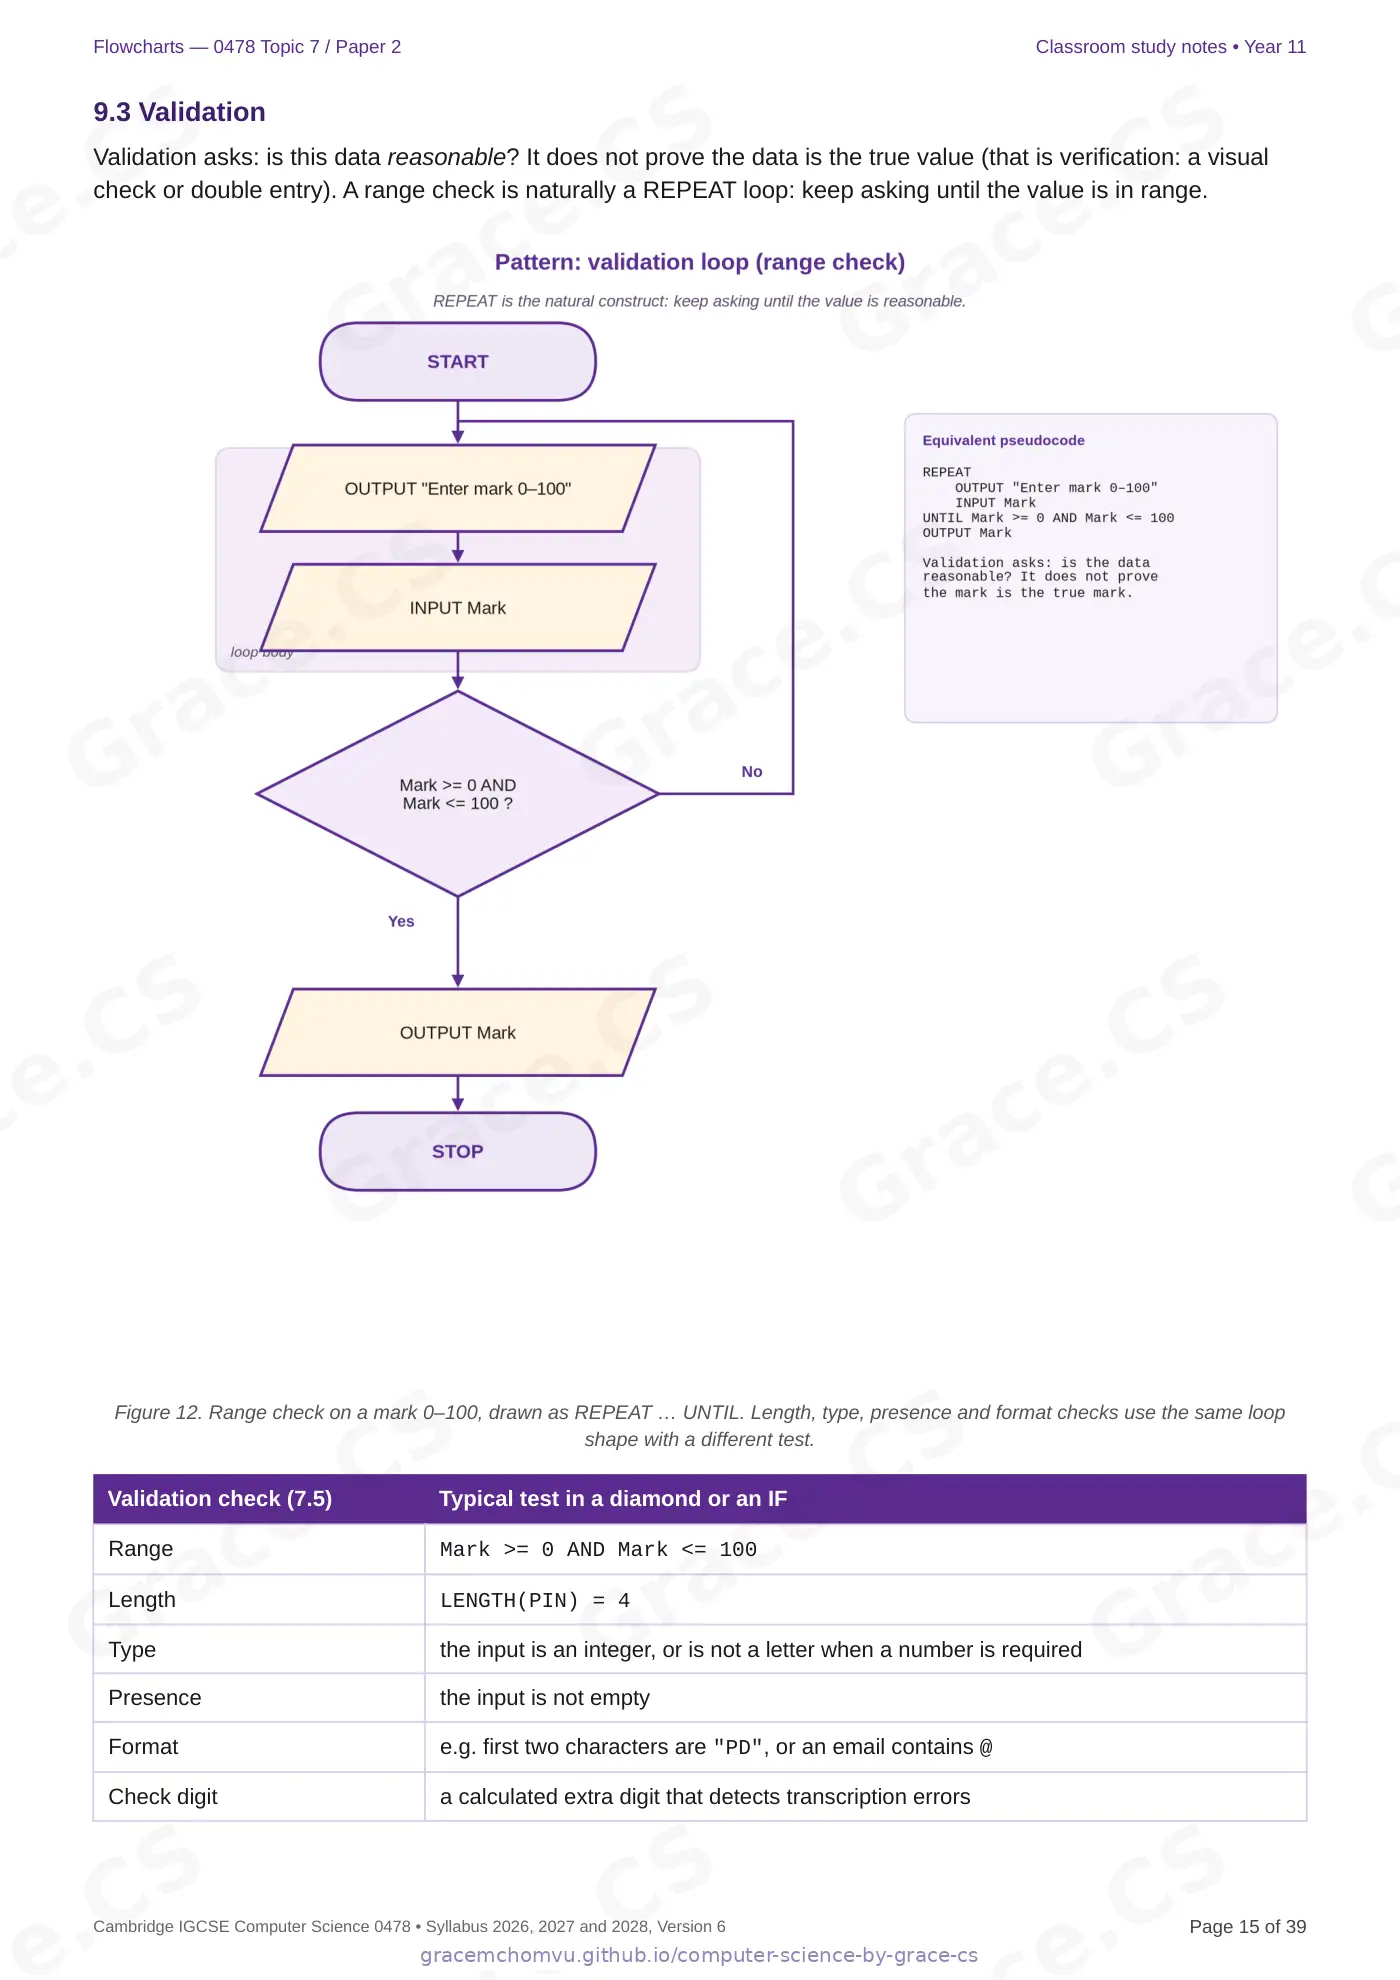 Flowcharts — 0478 Topic 7 / Paper 2
Classroom study notes • Year 11
9.3 Validation
Validation asks: is this data reasonable? It does not prove the data is the true value (that is verification: a visual
check or double entry). A range check is naturally a REPEAT loop: keep asking until the value is in range.
Pattern: validation loop (range check)
REPEAT is the natural construct: keep asking until the value is reasonable.
START
OUTPUT "Enter mark 0–100"
INPUT Mark
loop body
Mark >= 0 AND
Mark <= 100 ?
No
Yes
OUTPUT Mark
STOP
Equivalent pseudocode
REPEAT
    OUTPUT "Enter mark 0–100"
    INPUT Mark
UNTIL Mark >= 0 AND Mark <= 100
OUTPUT Mark
Validation asks: is the data
reasonable? It does not prove
the mark is the true mark.
Figure 12. Range check on a mark 0–100, drawn as REPEAT … UNTIL. Length, type, presence and format checks use the same loop
shape with a different test.
Validation check (7.5) Typical test in a diamond or an IF
Range Mark >= 0 AND Mark <= 100
Length LENGTH(PIN) = 4
Type the input is an integer, or is not a letter when a number is required
Presence the input is not empty
Format e.g. first two characters are "PD", or an email contains @
Check digit a calculated extra digit that detects transcription errors
Cambridge IGCSE Computer Science 0478 • Syllabus 2026, 2027 and 2028, Version 6
Page 15 of 39
gracemchomvu.github.io/computer-science-by-grace-cs
Grace.CS